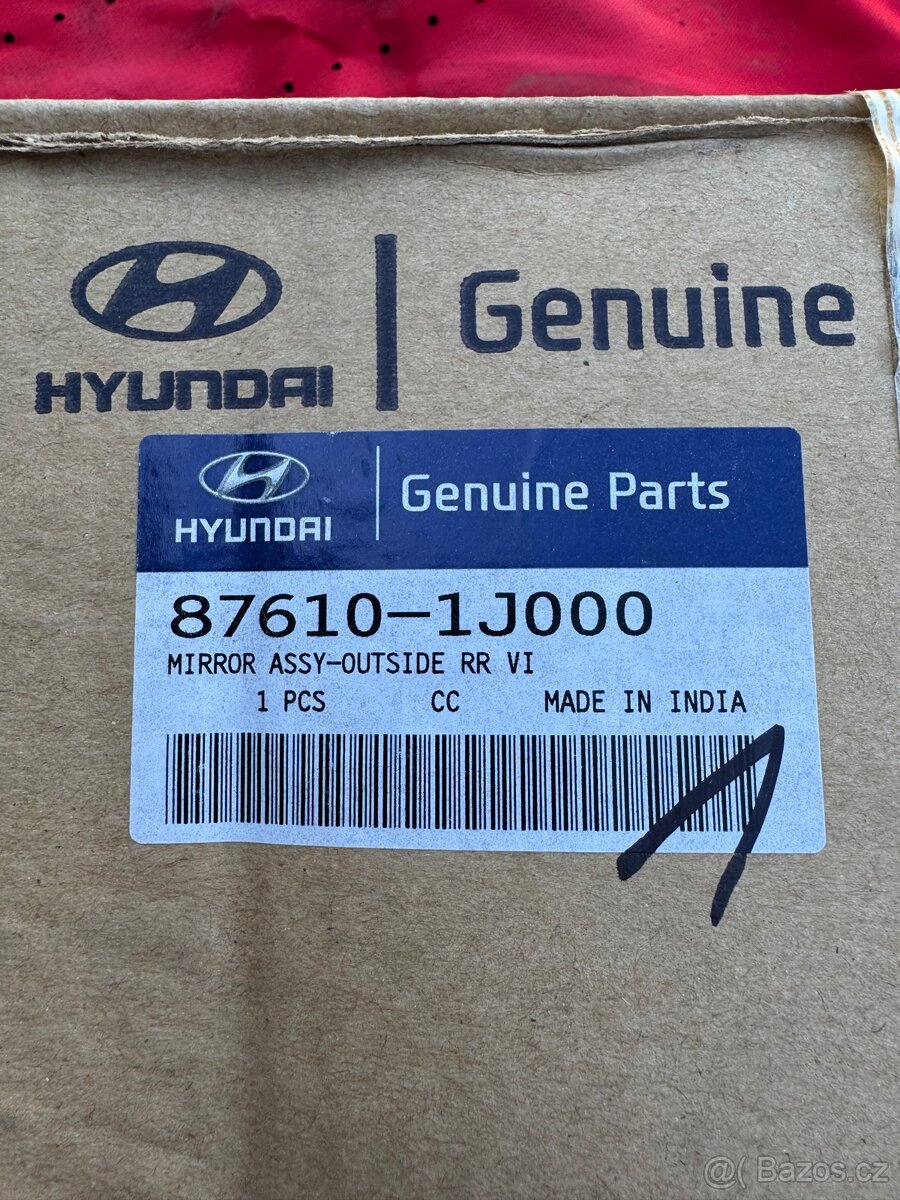 HYUNDAI
Genuine
HYUNDAI
Genuine Parts
87610-1J000
MIRROR ASSY-OUTSIDE RR VI
1 PCS CC MADE IN INDIA
1
@( Bazos.cz